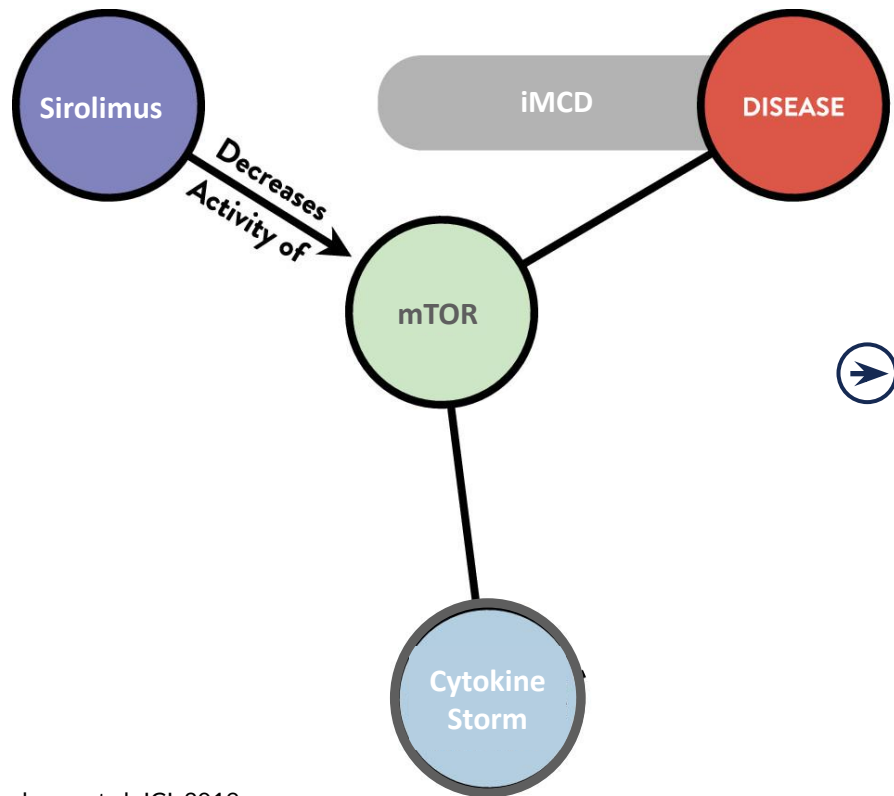 Sirolimus
iMCD
DISEASE
Decreases
Activity of
mTOR
Cytokine
Storm